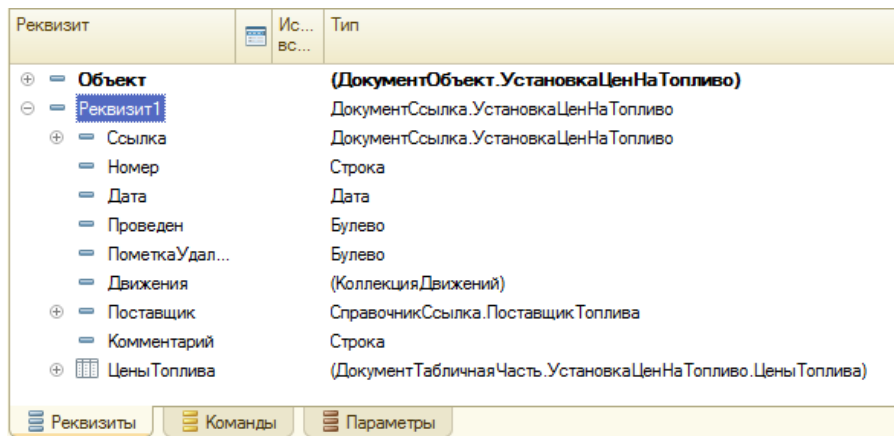 Реквизит Ис... Тип
вс...
Объект (ДокументОбъект.УстановкаЦенНаТопливо)
Реквизит1 ДокументСсылка.УстановкаЦенНаТопливо
Ссылка ДокументСсылка.УстановкаЦенНаТопливо
Номер Строка
Дата Дата
Проведен Булево
ПометкаУдал... Булево
Движения (КоллекцияДвижений)
Поставщик СправочникСсылка.ПоставщикТоплива
Комментарий Строка
ЦеныТоплива (ДокументТабличнаяЧасть.УстановкаЦенНаТопливо.ЦеныТоплива)
Реквизиты Команды Параметры